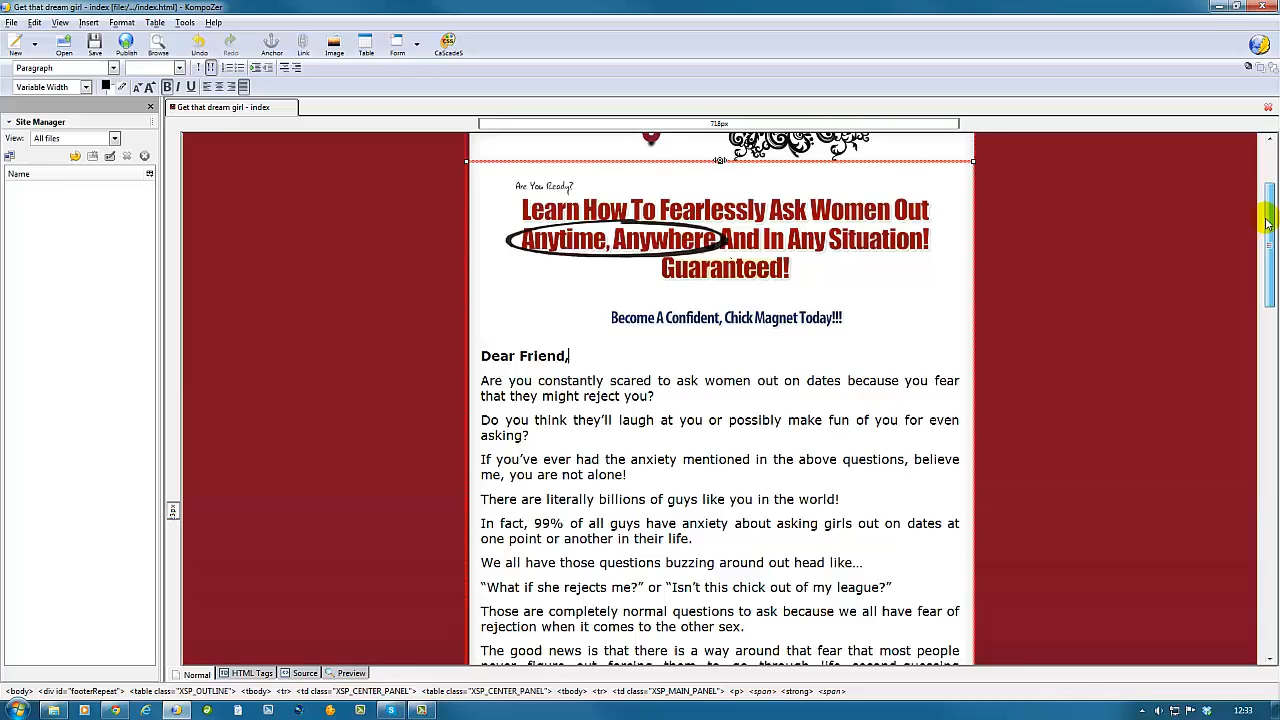 Get that dream girl - index [file:/.../index.html] - KompoZer
File Edit View Insert Format Table Tools Help
New Open Save Publish Browse Undo Redo Anchor Link Image Table Form CaScadeS
Paragraph
Variable Width B I U
Get that dream girl - index
Site Manager
718px
View: All files
Name
Are You Ready?
Learn How To Fearlessly Ask Women Out
Anytime, Anywhere And In Any Situation!
Guaranteed!
Become A Confident, Chick Magnet Today!!!
Dear Friend,
Are you constantly scared to ask women out on dates because you fear
that they might reject you?
Do you think they’ll laugh at you or possibly make fun of you for even
asking?
If you’ve ever had the anxiety mentioned in the above questions, believe
me, you are not alone!
There are literally billions of guys like you in the world!
In fact, 99% of all guys have anxiety about asking girls out on dates at
one point or another in their life.
We all have those questions buzzing around out head like…
“What if she rejects me?” or “Isn’t this chick out of my league?”
Those are completely normal questions to ask because we all have fear of
rejection when it comes to the other sex.
The good news is that there is a way around that fear that most people
never figure out forcing them to go through life second-guessing
Normal HTML Tags Source Preview
<body> <div id="footerRepeat"> <table class="XSP_OUTLINE"> <tbody> <tr> <td class="XSP_CENTER_PANEL"> <table class="XSP_CENTER_PANEL"> <tbody> <tr> <td class="XSP_MAIN_PANEL"> <p> <span> <strong> <span>
12:33